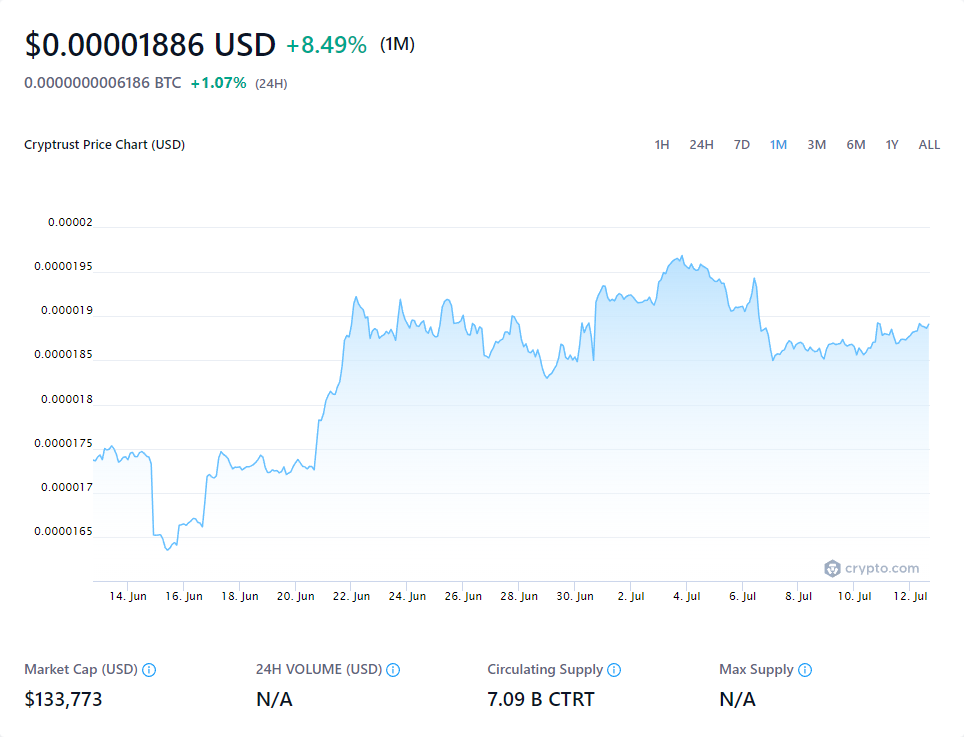 $0.00001886 USD +8.49% (1M)
0.0000000006186 BTC +1.07% (24H)
Cryptrust Price Chart (USD) 1H 24H 7D 1M 3M 6M 1Y ALL
0.00002
0.0000195
0.000019
0.0000185
0.000018
0.0000175
0.000017
0.0000165
crypto.com
14. Jun 16. Jun 18. Jun 20. Jun 22. Jun 24. Jun 26. Jun 28. Jun 30. Jun 2. Jul 4. Jul 6. Jul 8. Jul 10. Jul 12. Jul
Market Cap (USD) 24H VOLUME (USD) Circulating Supply Max Supply
$133,773 N/A 7.09 B CTRT N/A